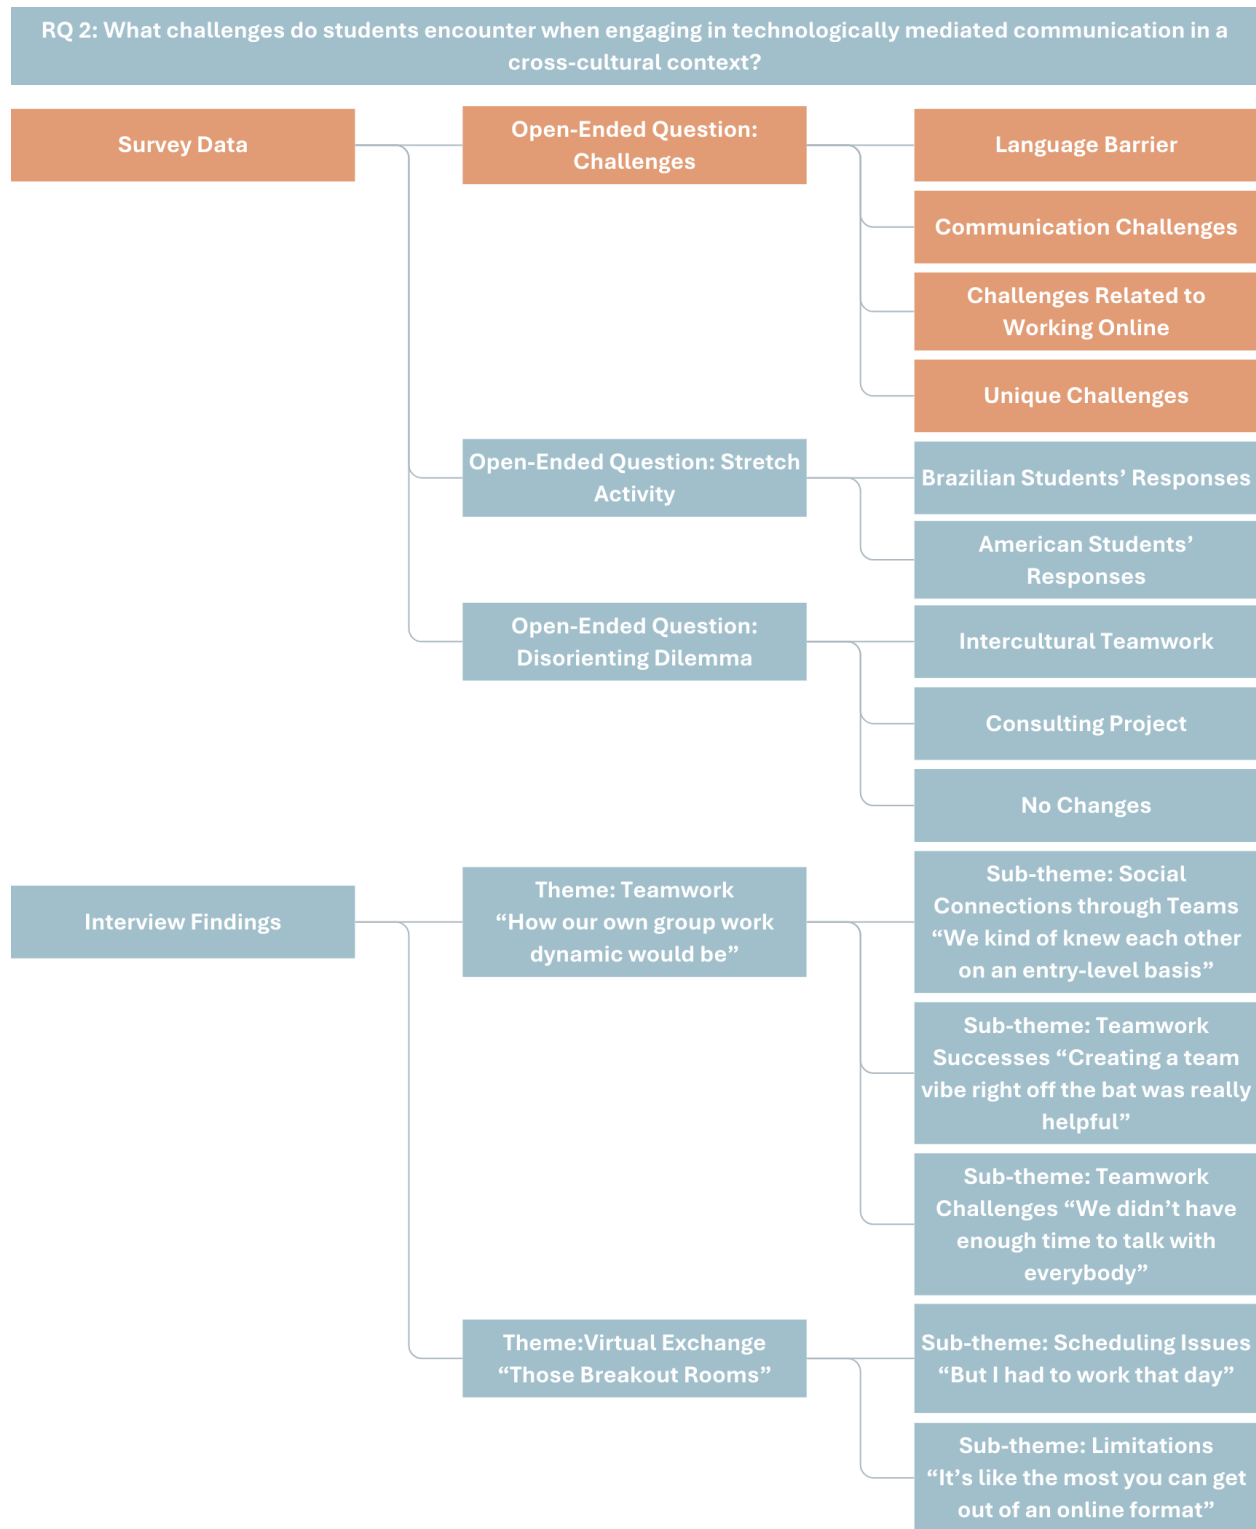 RQ 2: What challenges do students encounter when engaging in technologically mediated communication in a
cross-cultural context?
Survey Data
Open-Ended Question:
Challenges
Language Barrier
Communication Challenges
Challenges Related to
Working Online
Unique Challenges
Open-Ended Question: Stretch
Activity
Brazilian Students’ Responses
American Students’
Responses
Open-Ended Question:
Disorienting Dilemma
Intercultural Teamwork
Consulting Project
No Changes
Interview Findings
Theme: Teamwork
“How our own group work
dynamic would be”
Sub-theme: Social
Connections through Teams
“We kind of knew each other
on an entry-level basis”
Sub-theme: Teamwork
Successes “Creating a team
vibe right off the bat was really
helpful”
Sub-theme: Teamwork
Challenges “We didn’t have
enough time to talk with
everybody”
Theme:Virtual Exchange
“Those Breakout Rooms”
Sub-theme: Scheduling Issues
“But I had to work that day”
Sub-theme: Limitations
“It’s like the most you can get
out of an online format”